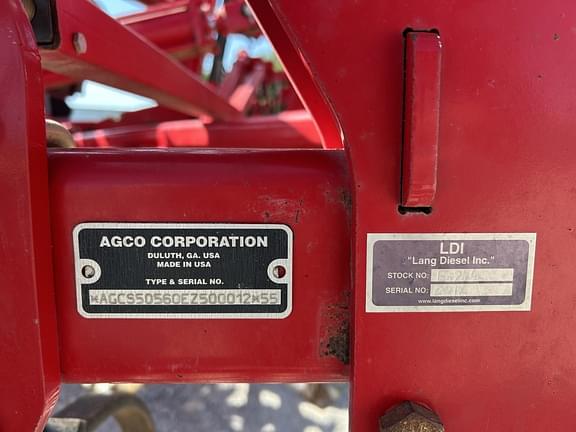 AGCO CORPORATION
DULUTH, GA. USA
MADE IN USA
TYPE & SERIAL NO.
*AGCS50560EZS00012*55
LDI
"Lang Diesel Inc."
STOCK NO.
SERIAL NO.
www.langdieselinc.com